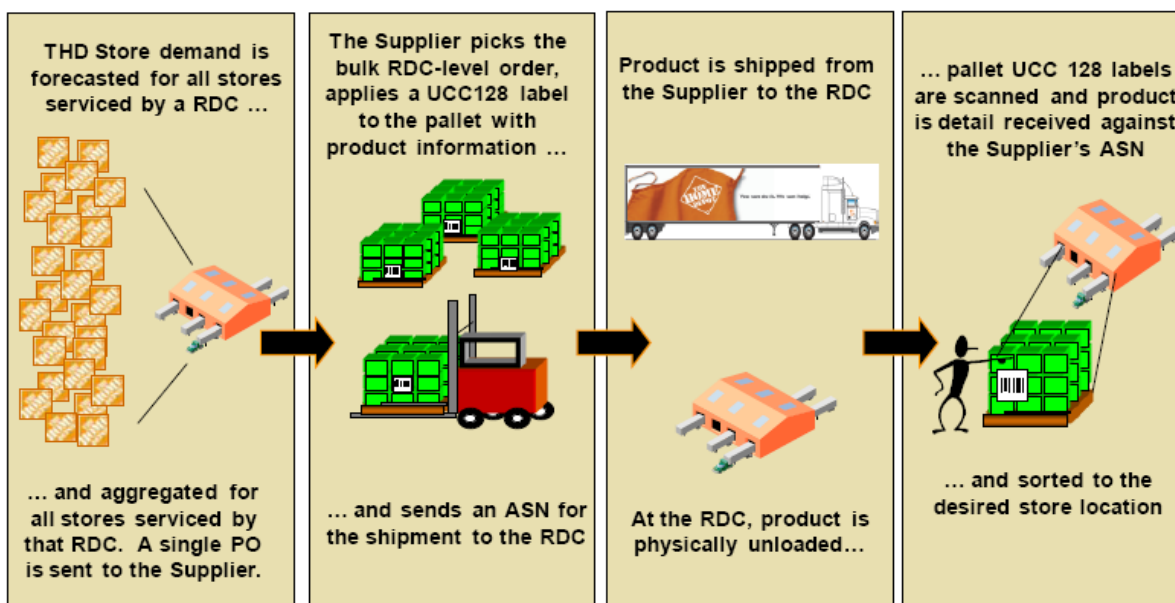 THD Store demand is
forecasted for all stores
serviced by a RDC …
… and aggregated for
all stores serviced by
that RDC.  A single PO
is sent to the Supplier.
The Supplier picks the
bulk RDC-level order,
applies a UCC128 label
to the pallet with
product information …
… and sends an ASN for
the shipment to the RDC
Product is shipped from
the Supplier to the RDC
THE
HOME
DEPOT
At the RDC, product is
physically unloaded…
… pallet UCC 128 labels
are scanned and product
is detail received against
the Supplier’s ASN
… and sorted to the
desired store location